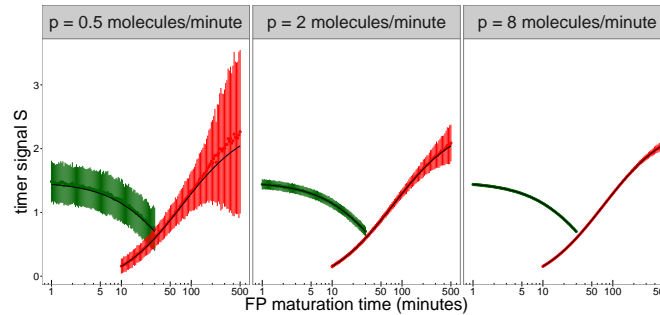 p = 0.5 molecules/minute p = 2 molecules/minute p = 8 molecules/minute
timer signal S
3
2
1
0
1 5 10 50 100 500 1 5 10 50 100 500 1 5 10 50 100
FP maturation time (minutes)